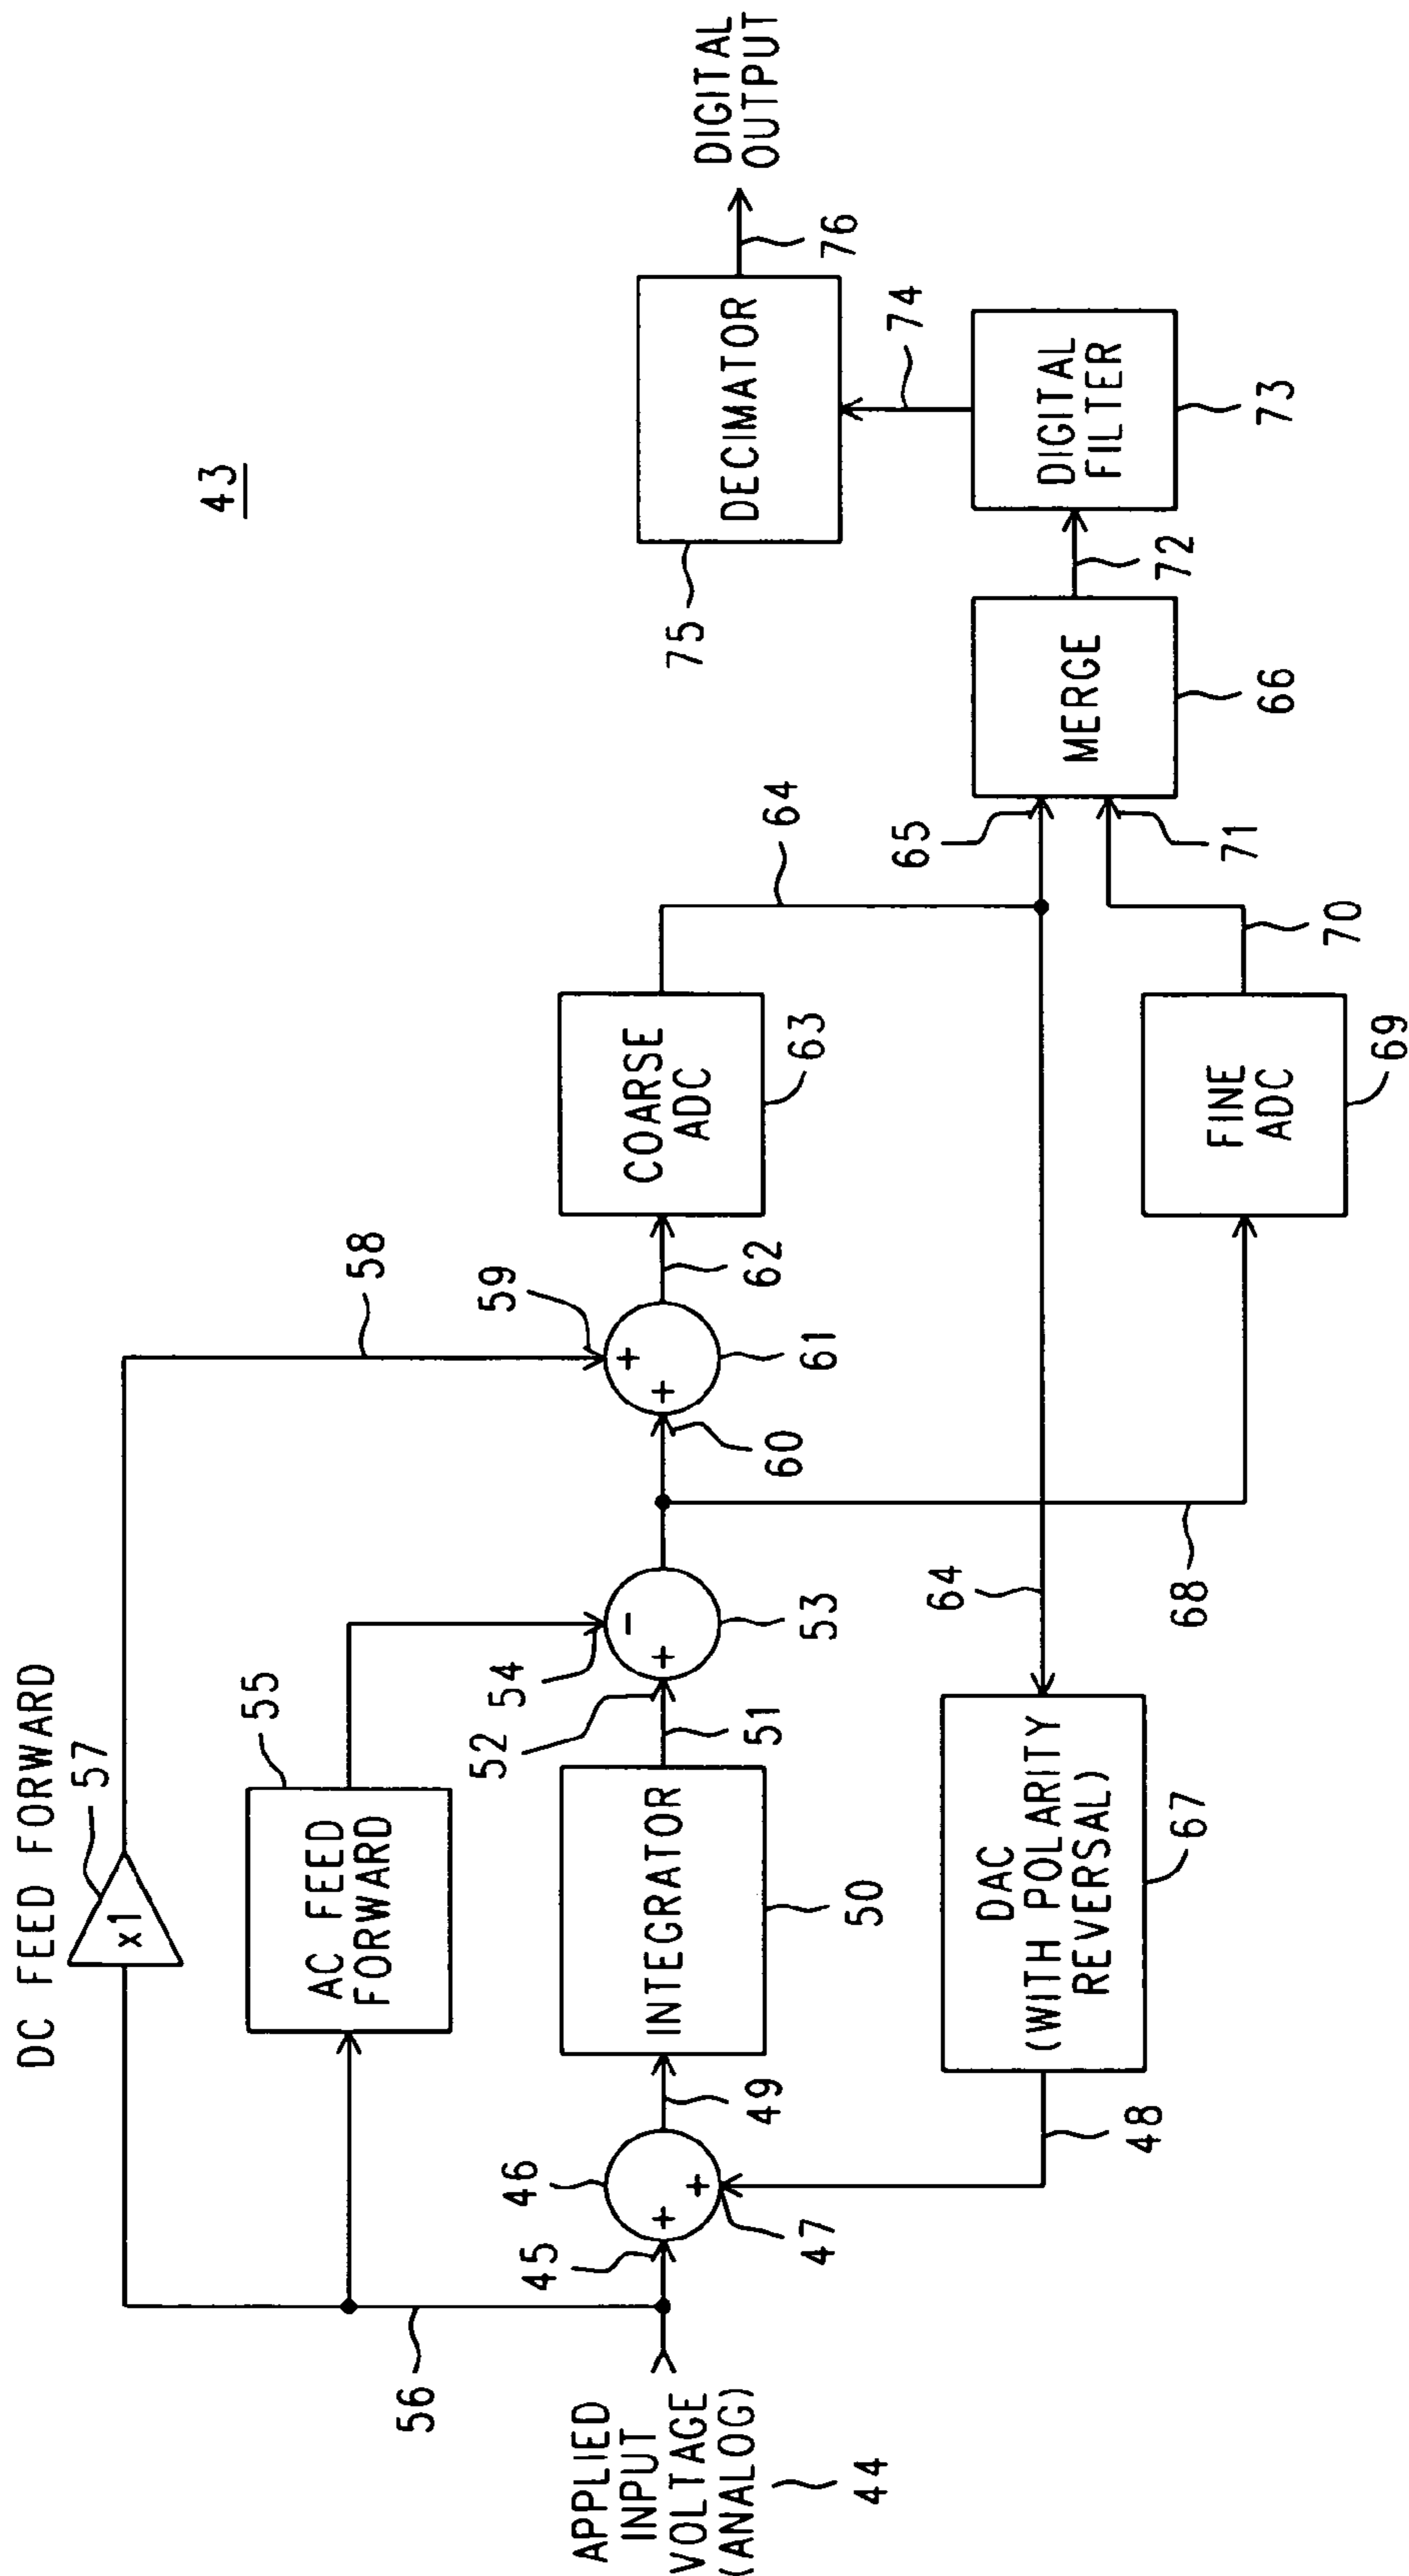 43
DC FEED FORWARD
57
x1
58
AC FEED
FORWARD
55
56
APPLIED
INPUT
VOLTAGE
(ANALOG)
44
45
+
+
46
47
48
49
INTEGRATOR
50
51
52
+
-
54
53
59
+
+
60
61
62
COARSE
ADC
63
64
64
DAC
(WITH POLARITY
REVERSAL)
67
68
FINE
ADC
69
70
65
71
MERGE
66
72
DIGITAL
FILTER
73
74
DECIMATOR
75
76
DIGITAL
OUTPUT